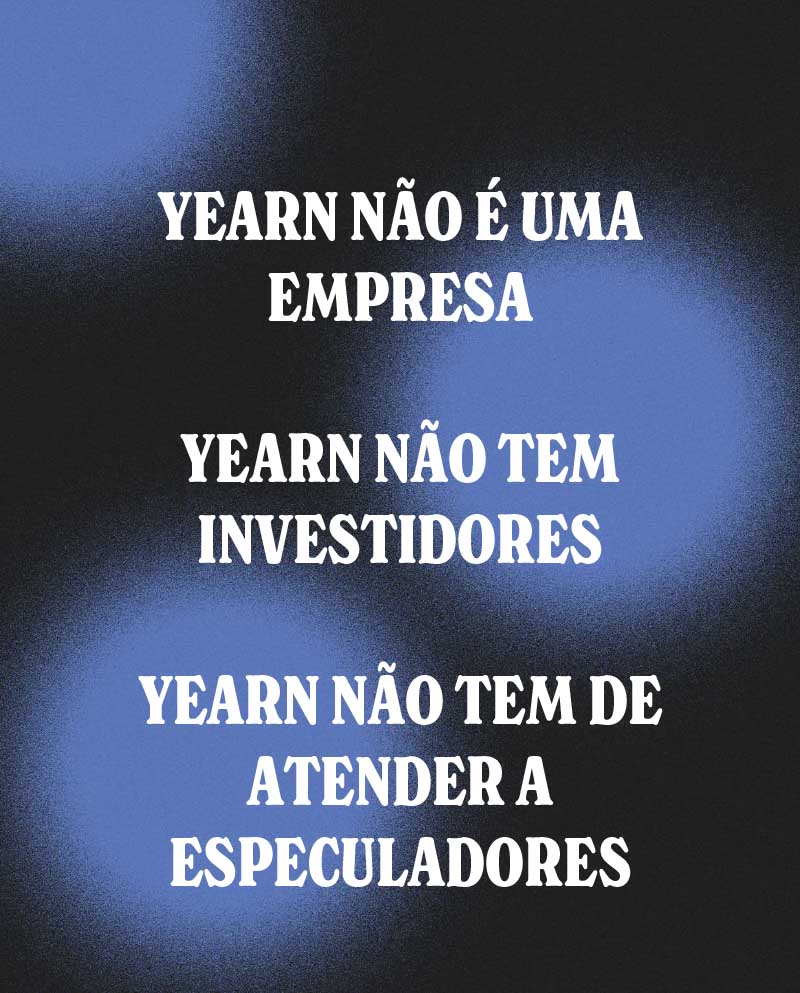 YEARN NÃO É UMA
EMPRESA
YEARN NÃO TEM
INVESTIDORES
YEARN NÃO TEM DE
ATENDER A
ESPECULADORES